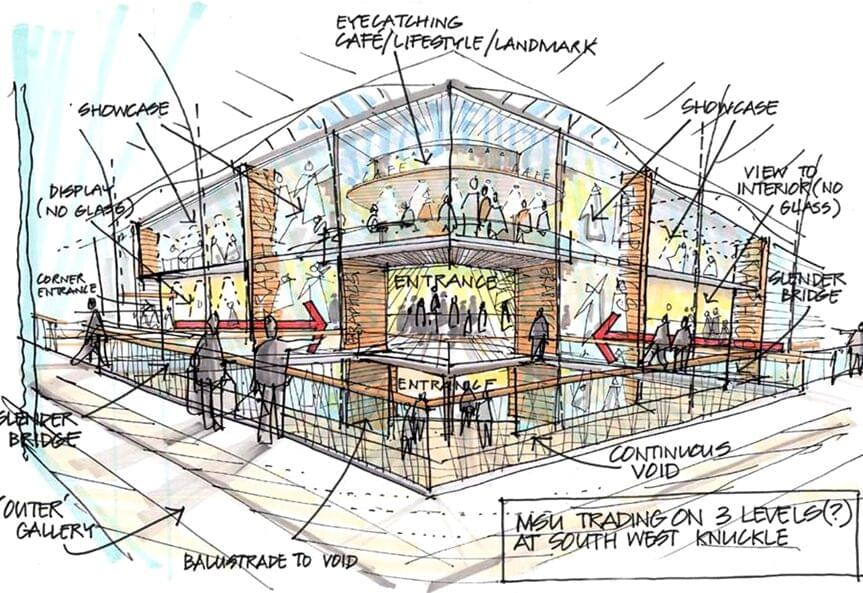 EYECATCHING
CAFE/LIFESTYLE/LANDMARK
SHOWCASE
SHOWCASE
DISPLAY
(NO GLASS)
VIEW TO
INTERIOR (NO
GLASS)
CORNER
ENTRANCE
SLENDER
BRIDGE
ENTRANCE
ENTRANCE
SLENDER
BRIDGE
CONTINUOUS
VOID
'OUTER'
GALLERY
BALUSTRADE TO VOID
MSU TRADING ON 3 LEVELS(?)
AT SOUTH WEST KNUCKLE